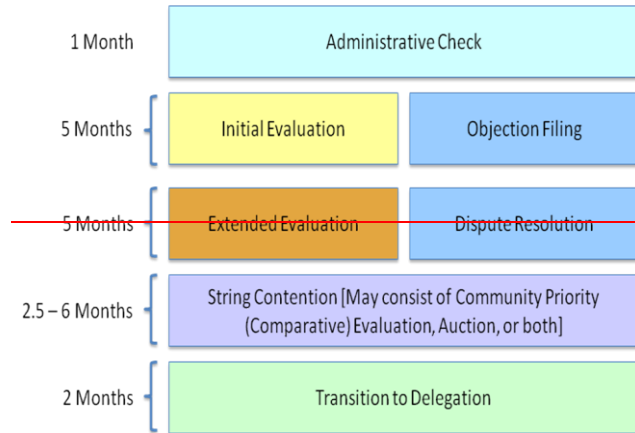 1 Month Administrative Check
5 Months Initial Evaluation Objection Filing
5 Months Extended Evaluation Dispute Resolution
2.5 – 6 Months String Contention [May consist of Community Priority
(Comparative) Evaluation, Auction, or both]
2 Months Transition to Delegation